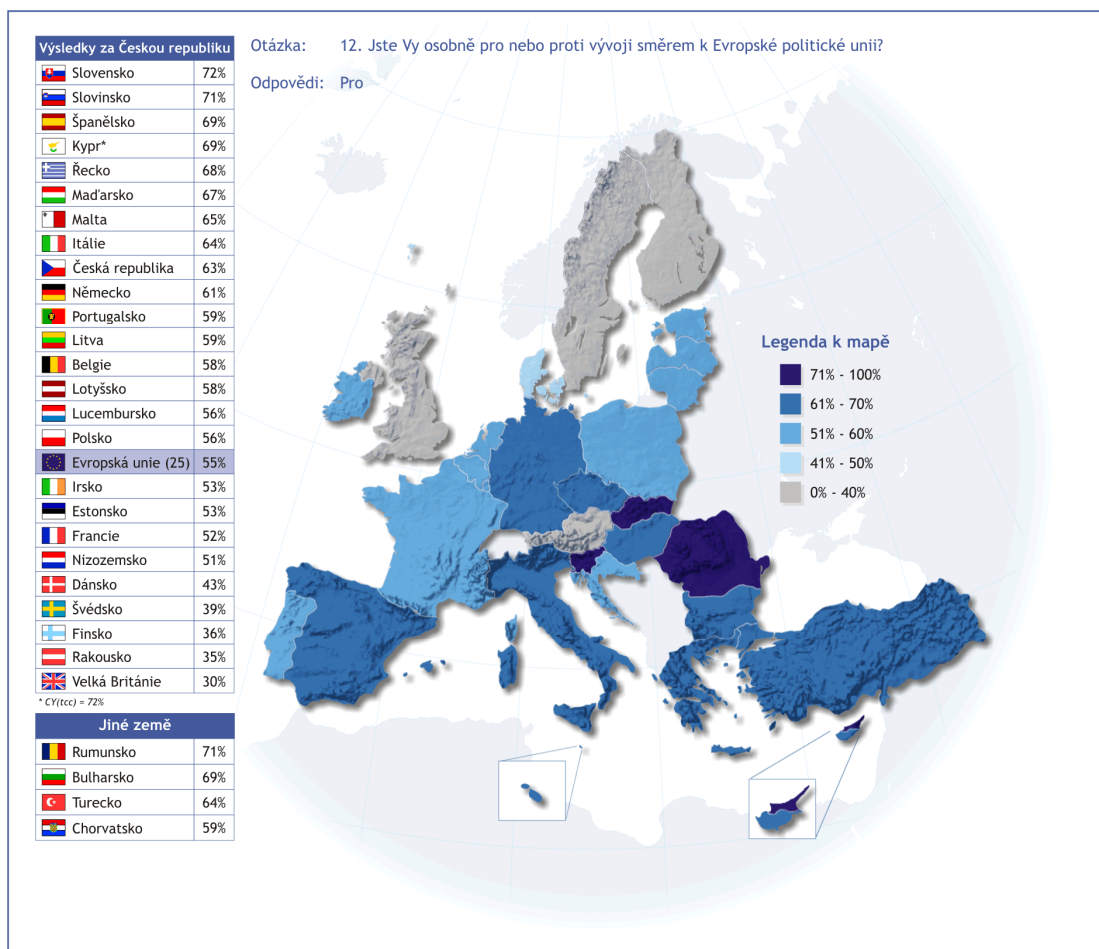 Výsledky za Českou republiku
Slovensko 72%
Slovinsko 71%
Španělsko 69%
Kypr* 69%
Řecko 68%
Maďarsko 67%
Malta 65%
Itálie 64%
Česká republika 63%
Německo 61%
Portugalsko 59%
Litva 59%
Belgie 58%
Lotyšsko 58%
Lucembursko 56%
Polsko 56%
Evropská unie (25) 55%
Irsko 53%
Estonsko 53%
Francie 52%
Nizozemsko 51%
Dánsko 43%
Švédsko 39%
Finsko 36%
Rakousko 35%
Velká Británie 30%
* CY(tcc) = 72%
Jiné země
Rumunsko 71%
Bulharsko 69%
Turecko 64%
Chorvatsko 59%
Otázka: 12. Jste Vy osobně pro nebo proti vývoji směrem k Evropské politické unii?
Odpovědi: Pro
Legenda k mapě
71% - 100%
61% - 70%
51% - 60%
41% - 50%
0% - 40%